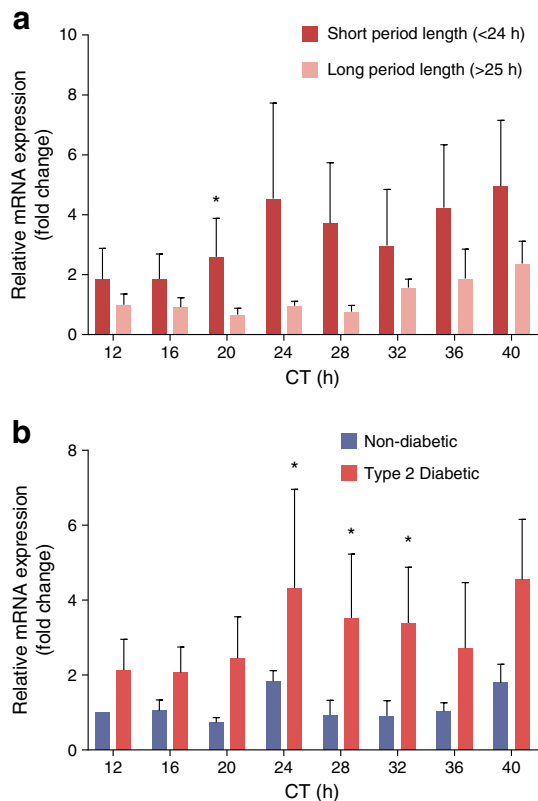 a
10
8
6
4
2
0
Relative mRNA expression
(fold change)
Short period length (<24 h)
Long period length (>25 h)
*
12 16 20 24 28 32 36 40
CT (h)
b
8
6
4
2
0
Relative mRNA expression
(fold change)
Non-diabetic
Type 2 Diabetic
* * *
12 16 20 24 28 32 36 40
CT (h)